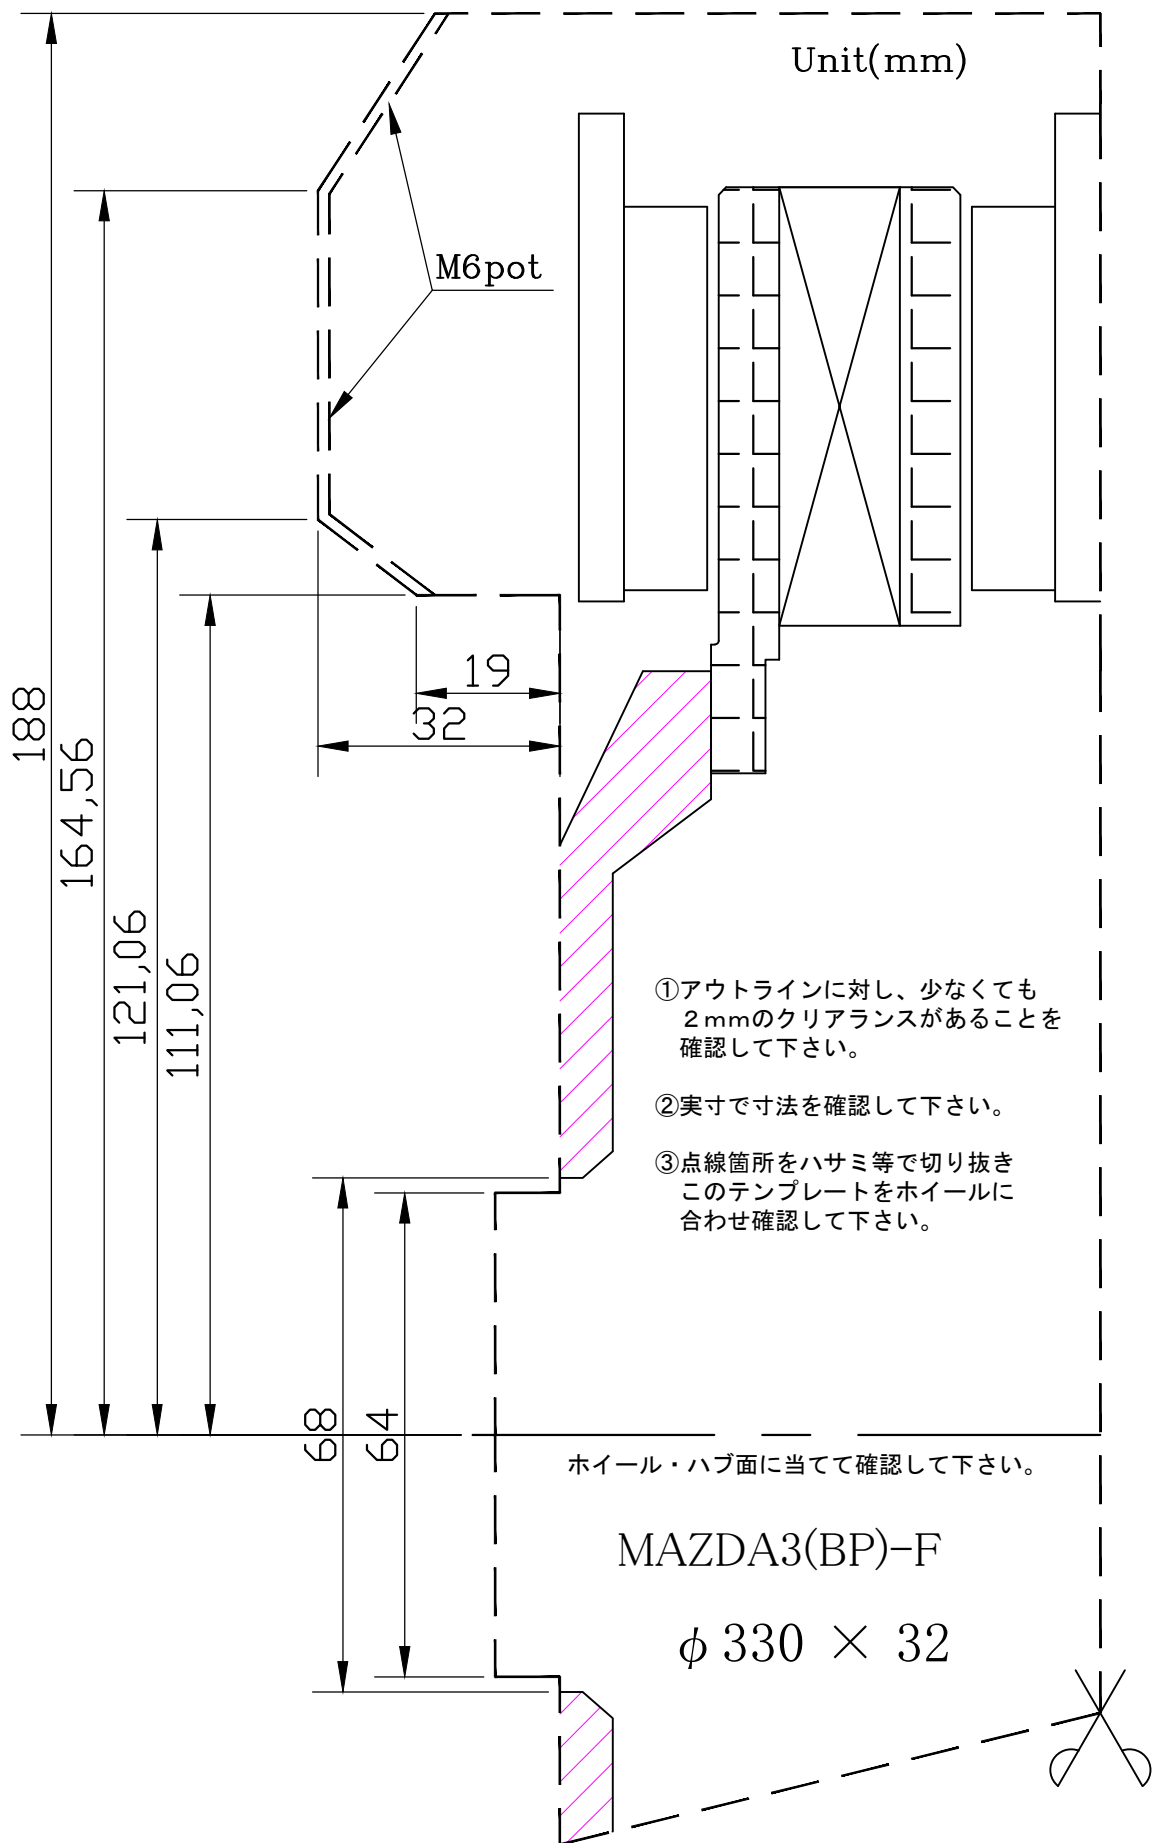 Unit(mm)
M6pot
19
32
188
164,56
121,06
111,06
①アウトラインに対し、少なくても
２mmのクリアランスがあることを
確認して下さい。
②実寸で寸法を確認して下さい。
③点線箇所をハサミ等で切り抜き
このテンプレートをホイールに
合わせ確認して下さい。
68
64
ホイール・ハブ面に当てて確認して下さい。
MAZDA3(BP)-F
φ330 × 32